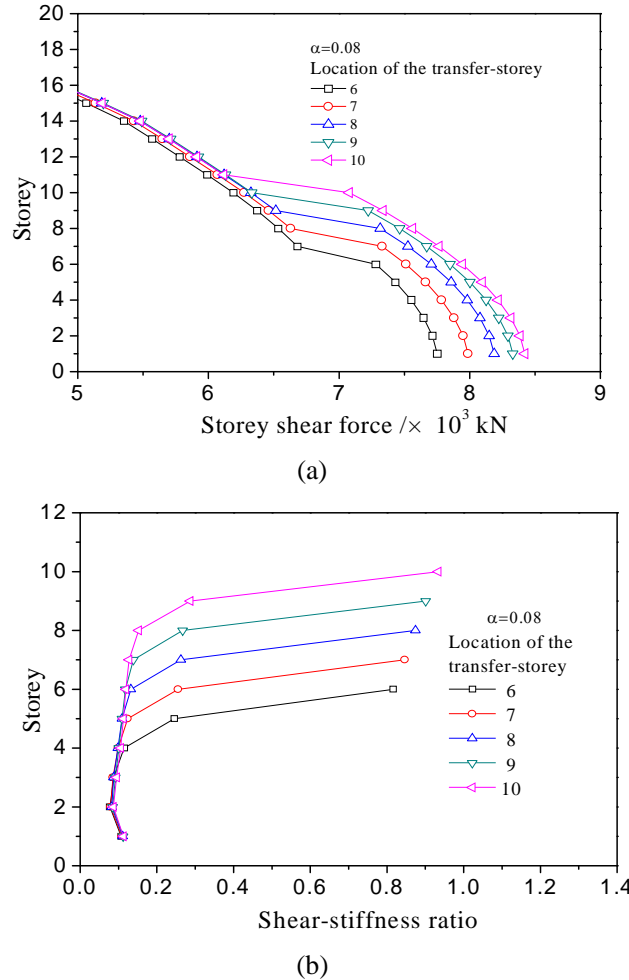 20
18
16
14
12
10
8
6
4
2
0
Storey
α=0.08
Location of the transfer-storey
6
7
8
9
10
5 6 7 8 9
Storey shear force /× 10³ kN
(a)
12
10
8
6
4
2
0
Storey
α=0.08
Location of the
transfer-storey
6
7
8
9
10
0.0 0.2 0.4 0.6 0.8 1.0 1.2 1.4
Shear-stiffness ratio
(b)